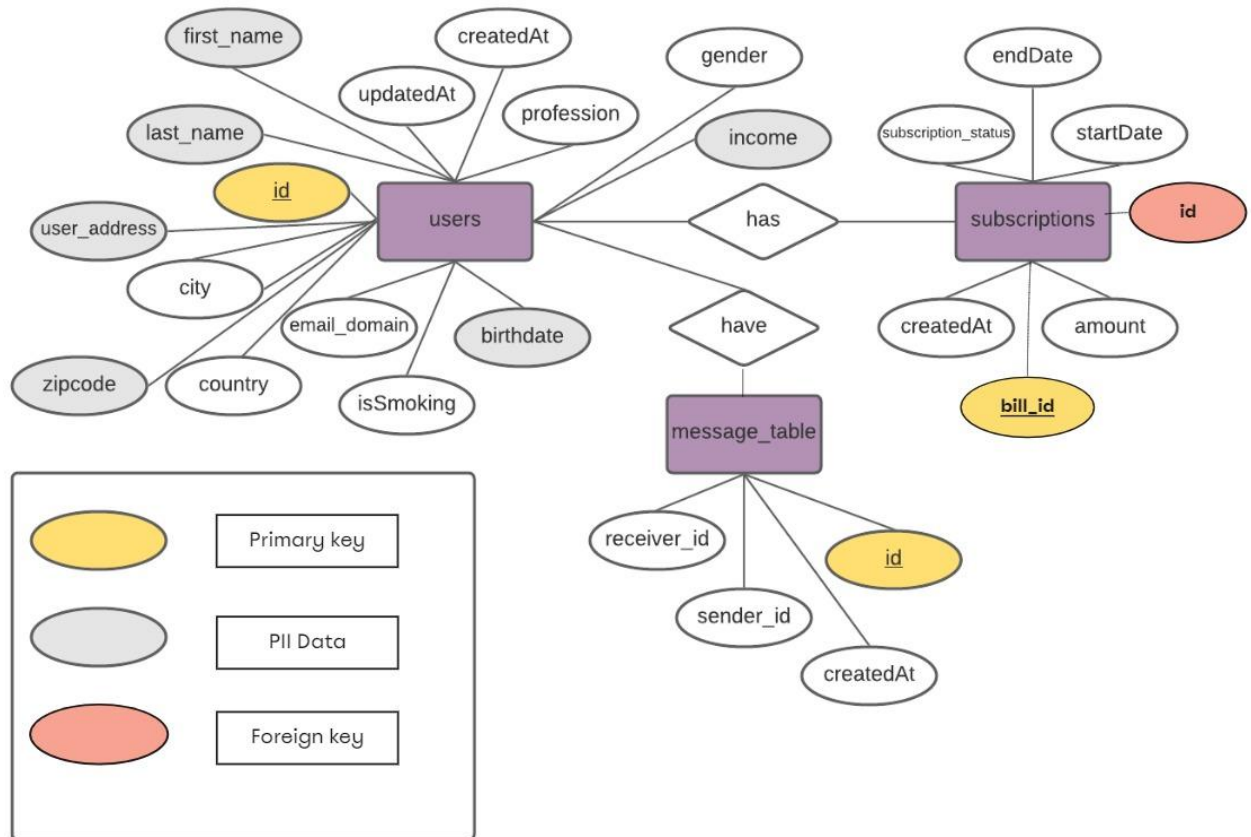 first_name
createdAt
gender
endDate
updatedAt
profession
last_name
income
subscription_status
startDate
id
users
has
subscriptions
id
user_address
city
email_domain
birthdate
have
createdAt
amount
zipcode
country
isSmoking
bill_id
message_table
Primary key
receiver_id
id
sender_id
PII Data
createdAt
Foreign key